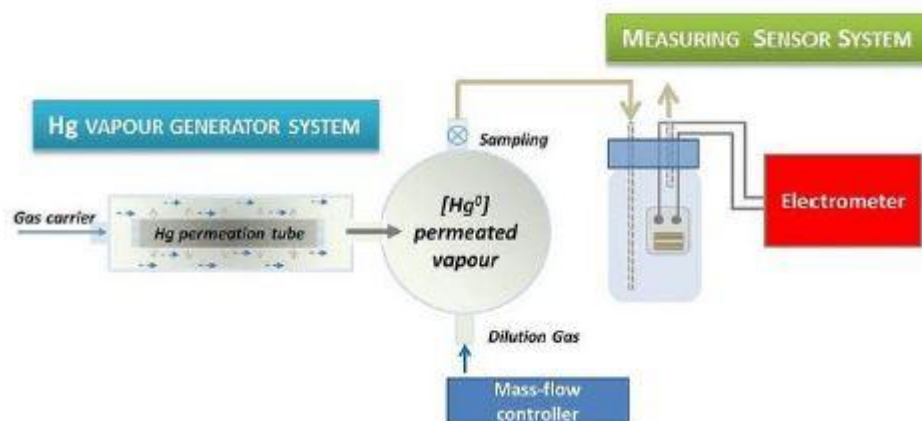 MEASURING SENSOR SYSTEM
Hg VAPOUR GENERATOR SYSTEM
Sampling
Gas carrier
Hg permeation tube
[Hg⁰]
permeated
vapour
Electrometer
Dilution Gas
Mass-flow
controller